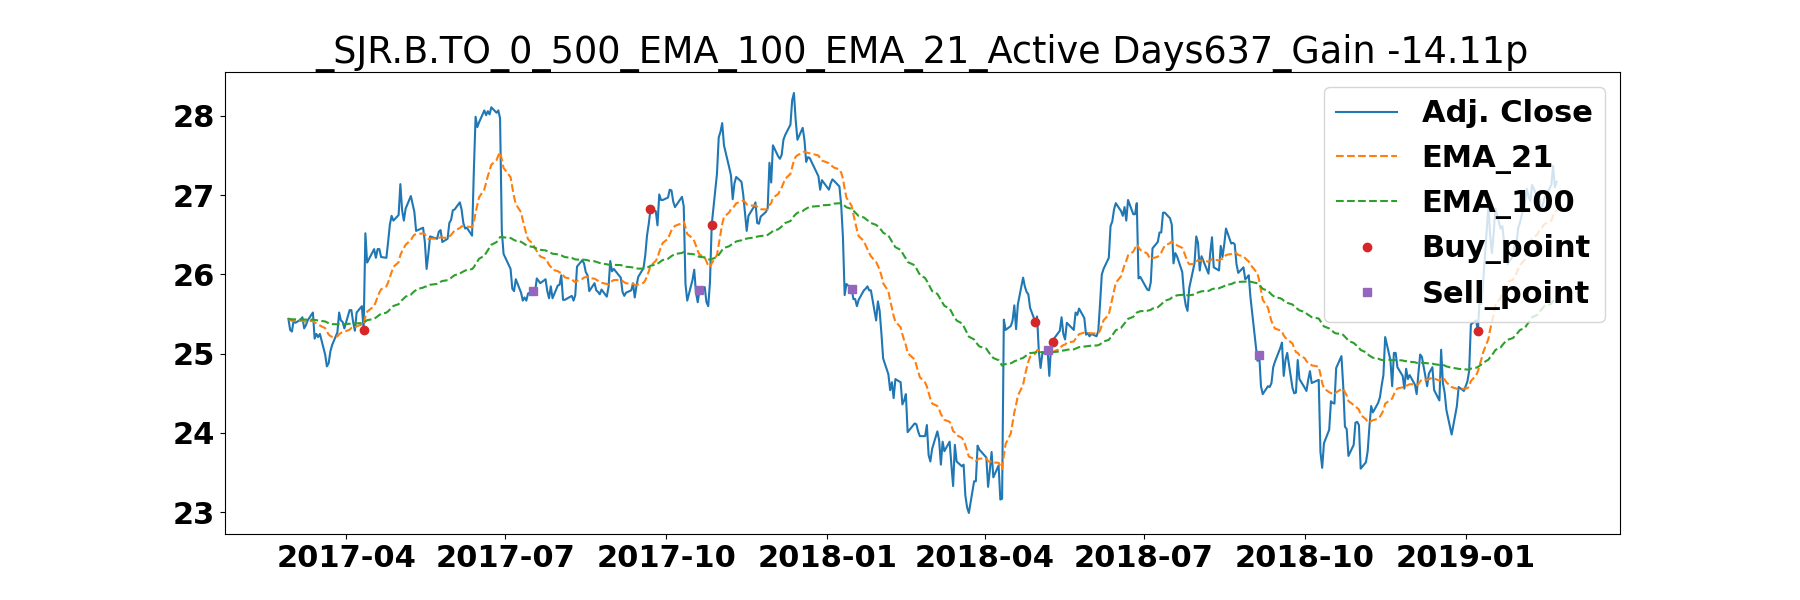 _SJR.B.TO_0_500_EMA_100_EMA_21_Active Days637_Gain -14.11p
28
27
26
25
24
23
Adj. Close
EMA_21
EMA_100
Buy_point
Sell_point
2017-04 2017-07 2017-10 2018-01 2018-04 2018-07 2018-10 2019-01